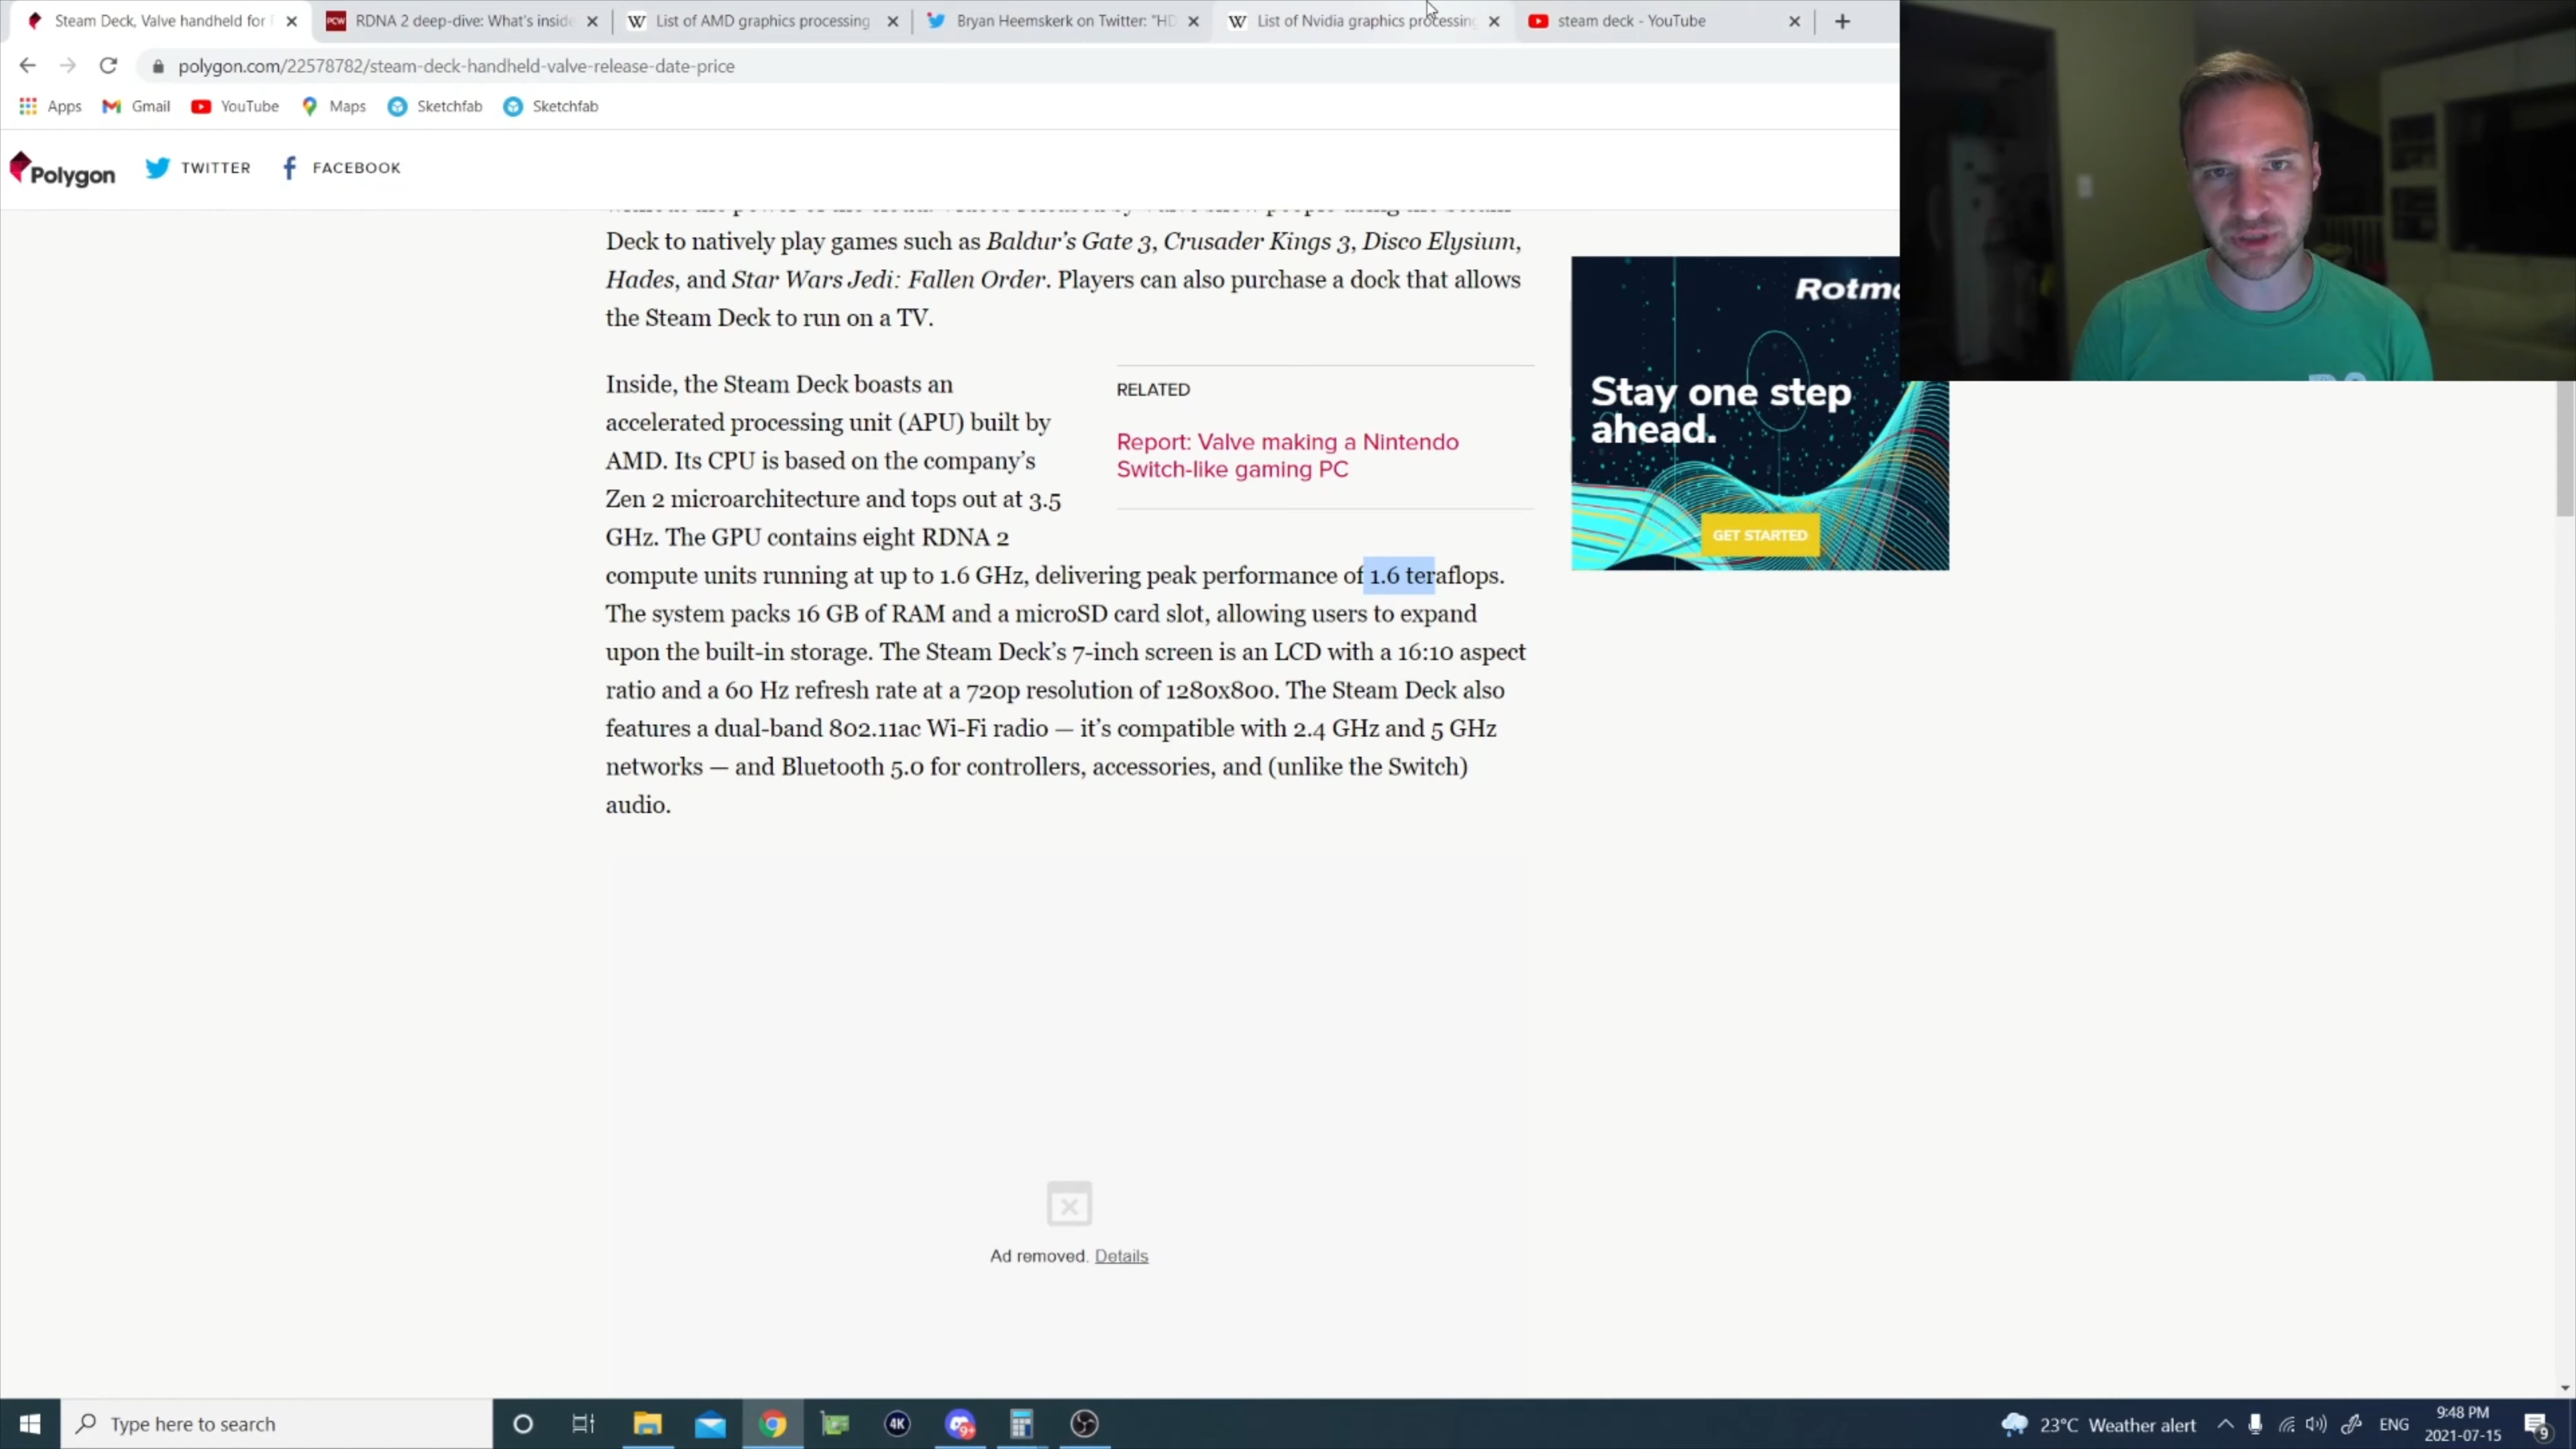 Steam Deck, Valve handheld for
RDNA 2 deep-dive: What's inside
List of AMD graphics processing
Bryan Heemskerk on Twitter: "HD
List of Nvidia graphics processing
steam deck - YouTube
polygon.com/22578782/steam-deck-handheld-valve-release-date-price
Apps
Gmail
YouTube
Maps
Sketchfab
Sketchfab
Polygon
TWITTER
FACEBOOK
Deck to natively play games such as Baldur's Gate 3, Crusader Kings 3, Disco Elysium,
Hades, and Star Wars Jedi: Fallen Order. Players can also purchase a dock that allows
the Steam Deck to run on a TV.
Inside, the Steam Deck boasts an
accelerated processing unit (APU) built by
AMD. Its CPU is based on the company's
Zen 2 microarchitecture and tops out at 3.5
GHz. The GPU contains eight RDNA 2
compute units running at up to 1.6 GHz, delivering peak performance of 1.6 teraflops.
The system packs 16 GB of RAM and a microSD card slot, allowing users to expand
upon the built-in storage. The Steam Deck's 7-inch screen is an LCD with a 16:10 aspect
ratio and a 60 Hz refresh rate at a 720p resolution of 1280x800. The Steam Deck also
features a dual-band 802.11ac Wi-Fi radio — it's compatible with 2.4 GHz and 5 GHz
networks — and Bluetooth 5.0 for controllers, accessories, and (unlike the Switch)
audio.
RELATED
Report: Valve making a Nintendo
Switch-like gaming PC
Rotm
Stay one step
ahead.
GET STARTED
Ad removed. Details
Type here to search
4K
9+
23°C Weather alert
ENG
9:48 PM
2021-07-15
9